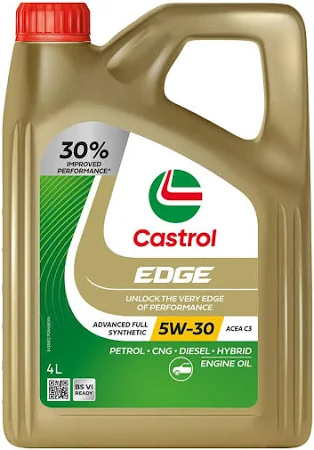 30%
IMPROVED
PERFORMANCE*
Castrol
EDGE
UNLOCK THE VERY EDGE
OF PERFORMANCE
ADVANCED FULL
SYNTHETIC
5W-30
ACEA C3
PETROL · CNG · DIESEL · HYBRID
ENGINE OIL
4L
BS VI
READY